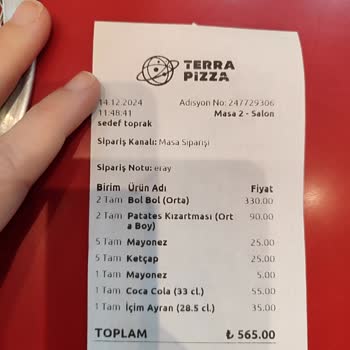 TERRA
PiZZA
14.12.2024 Adisyon No: 247729306
11:48:41 Masa 2 - Salon
sedef toprak
Sipariş Kanalı: Masa Siparişi
Sipariş Notu: eray
Birim Ürün Adı Fiyat
2 Tam Bol Bol (Orta) 330.00
2 Tam Patates Kızartması (Ort 90.00
a Boy)
5 Tam Mayonez 25.00
5 Tam Ketçap 25.00
1 Tam Mayonez 5.00
1 Tam Coca Cola (33 cl.) 55.00
1 Tam İçim Ayran (28.5 cl.) 35.00
TOPLAM ₺ 565.00